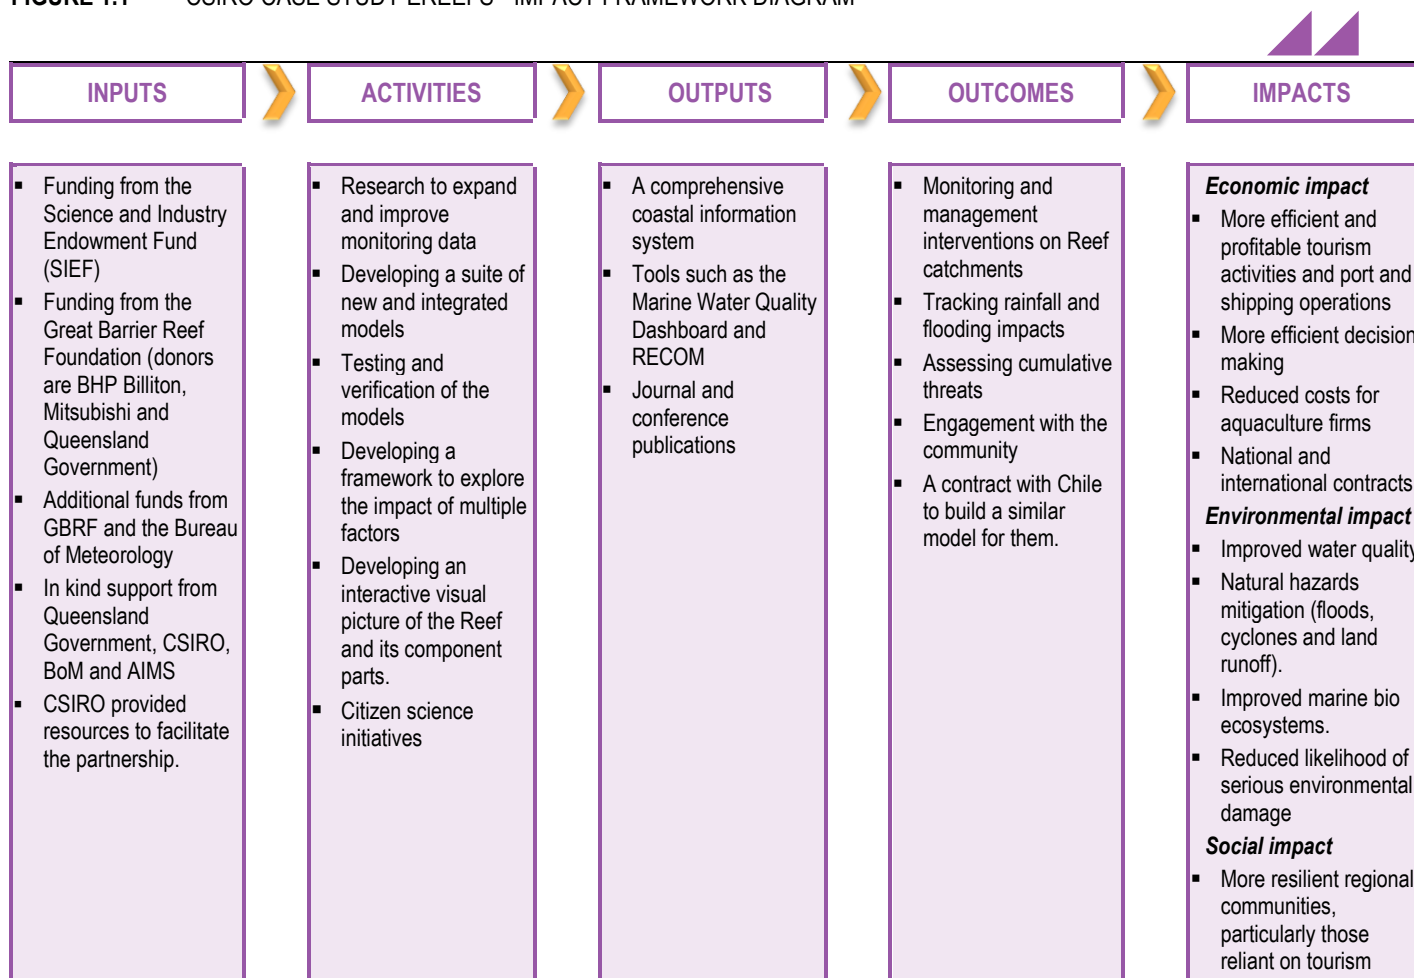 FIGURE 1.1 CSIRO CASE STUDY EREEFS - IMPACT FRAMEWORK DIAGRAM
INPUTS
ACTIVITIES
OUTPUTS
OUTCOMES
IMPACTS
▪ Funding from the
Science and Industry
Endowment Fund
(SIEF)
▪ Funding from the
Great Barrier Reef
Foundation (donors
are BHP Billiton,
Mitsubishi and
Queensland
Government)
▪ Additional funds from
GBRF and the Bureau
of Meteorology
▪ In kind support from
Queensland
Government, CSIRO,
BoM and AIMS
▪ CSIRO provided
resources to facilitate
the partnership.
▪ Research to expand
and improve
monitoring data
▪ Developing a suite of
new and integrated
models
▪ Testing and
verification of the
models
▪ Developing a
framework to explore
the impact of multiple
factors
▪ Developing an
interactive visual
picture of the Reef
and its component
parts.
▪ Citizen science
initiatives
▪ A comprehensive
coastal information
system
▪ Tools such as the
Marine Water Quality
Dashboard and
RECOM
▪ Journal and
conference
publications
▪ Monitoring and
management
interventions on Reef
catchments
▪ Tracking rainfall and
flooding impacts
▪ Assessing cumulative
threats
▪ Engagement with the
community
▪ A contract with Chile
to build a similar
model for them.
Economic impact
▪ More efficient and
profitable tourism
activities and port and
shipping operations
▪ More efficient decision
making
▪ Reduced costs for
aquaculture firms
▪ National and
international contracts
Environmental impact
▪ Improved water quality
▪ Natural hazards
mitigation (floods,
cyclones and land
runoff).
▪ Improved marine bio
ecosystems.
▪ Reduced likelihood of
serious environmental
damage
Social impact
▪ More resilient regional
communities,
particularly those
reliant on tourism